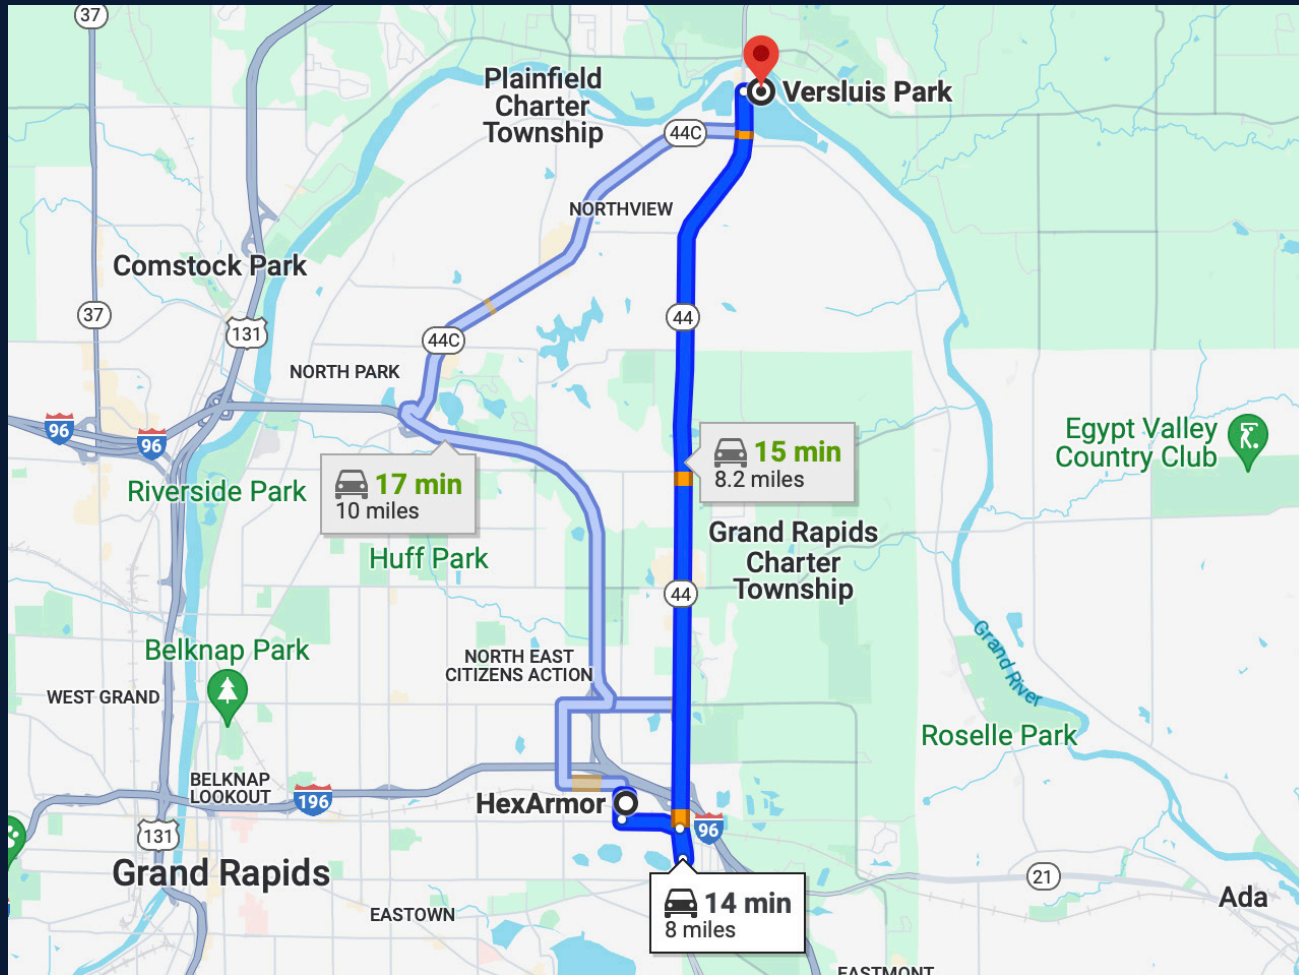 37
Plainfield
Charter
Township
Versluis Park
44C
NORTHVIEW
Comstock Park
37
131
44
44C
NORTH PARK
96
96
Egypt Valley
Country Club
15 min
8.2 miles
17 min
10 miles
Riverside Park
Grand Rapids
Charter
Township
Huff Park
44
Grand River
Belknap Park
NORTH EAST
CITIZENS ACTION
WEST GRAND
Roselle Park
BELKNAP
LOOKOUT
196
HexArmor
96
131
Grand Rapids
21
Ada
14 min
8 miles
EASTOWN
EASTMONT